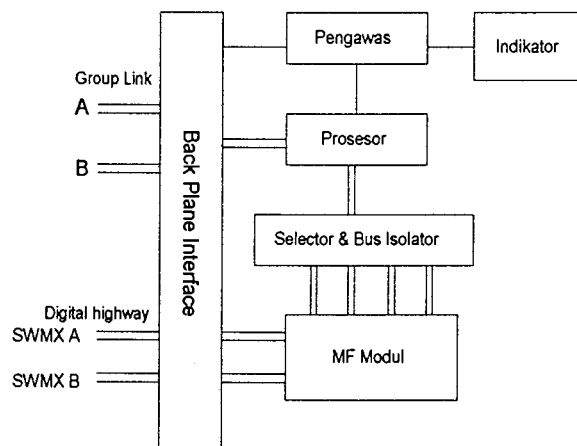 Pengawas
Indikator
Group Link
A
B
Back Plane Interface
Prosesor
Selector & Bus Isolator
Digital highway
SWMX A
SWMX B
MF Modul